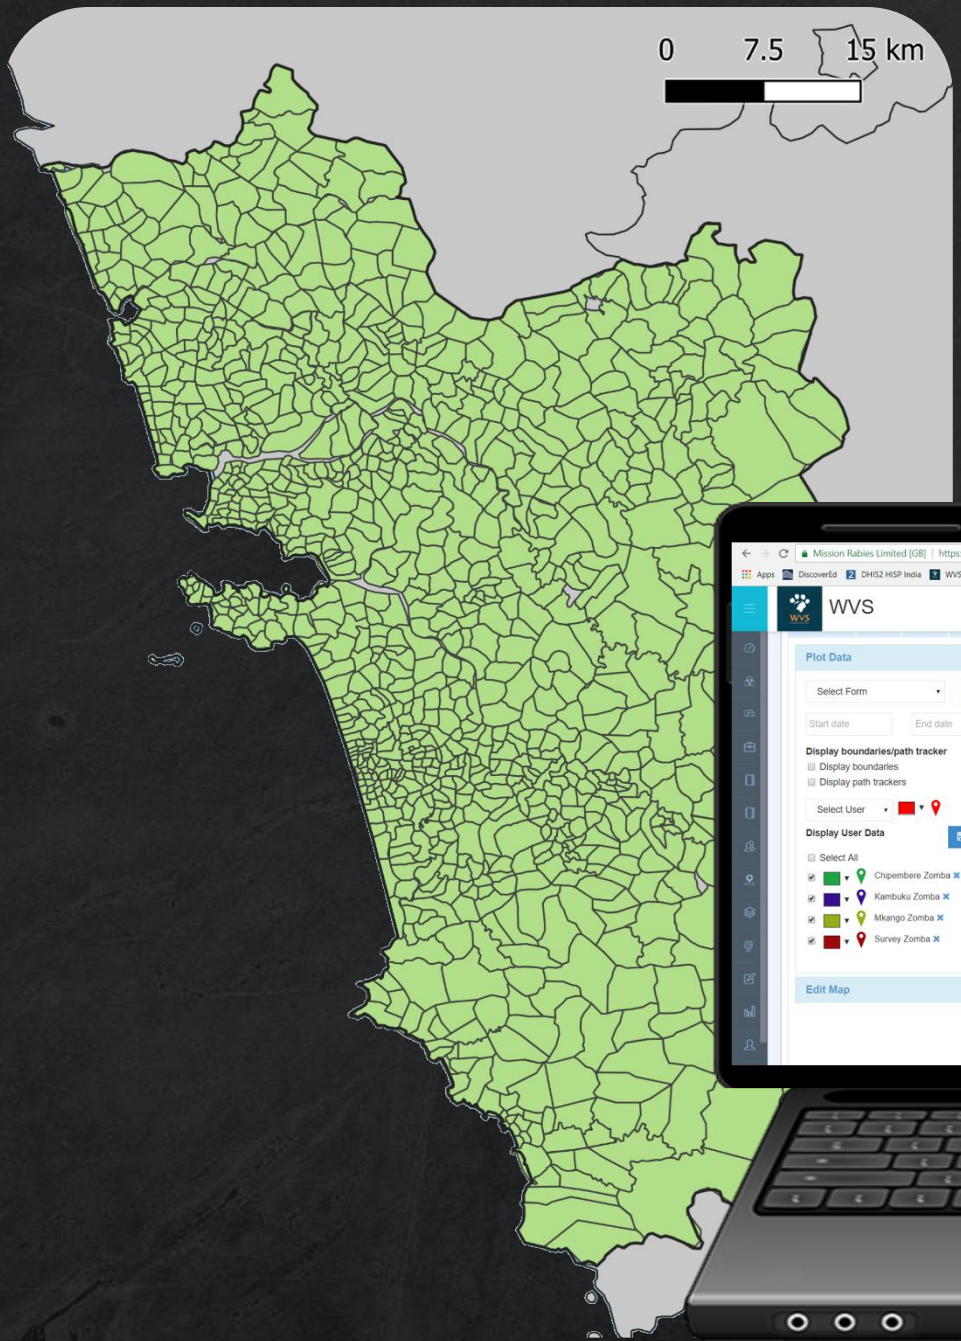 0 7.5 15 km
Mission Rabies Limited [GB] | https:
Apps DiscoverEd DHIS2 HISP India WVS
WVS WVS
Plot Data
Select Form
Start date End date
Display boundaries/path tracker
Display boundaries
Display path trackers
Select User
Display User Data
Select All
Chipembere Zomba
Kambuku Zomba
Mkango Zomba
Survey Zomba
Edit Map